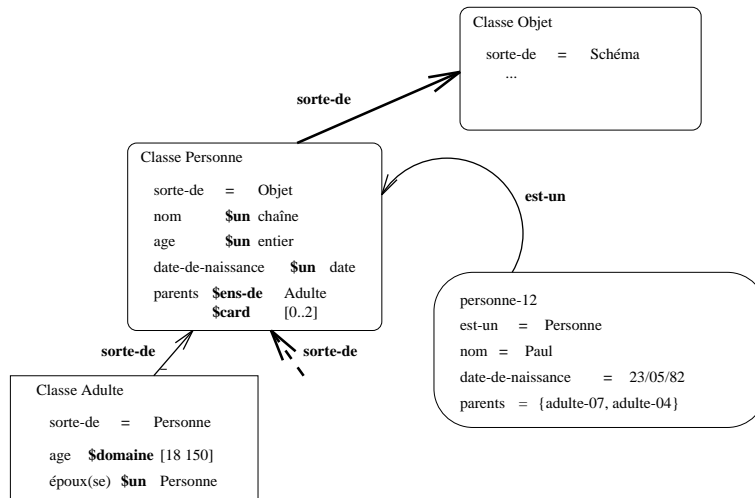 Classe Objet
sorte-de = Schéma
...
sorte-de
Classe Personne
sorte-de = Objet
nom $un chaîne
age $un entier
date-de-naissance $un date
parents $ens-de Adulte
$card [0..2]
est-un
personne-12
est-un = Personne
nom = Paul
date-de-naissance = 23/05/82
parents = {adulte-07, adulte-04}
sorte-de
sorte-de
Classe Adulte
sorte-de = Personne
age $domaine [18 150]
époux(se) $un Personne